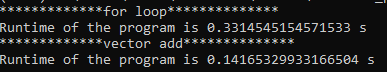 *************for loop***************
Runtime of the program is 0.3314545154571533 s
*************vector add**************
Runtime of the program is 0.14165329933166504 s